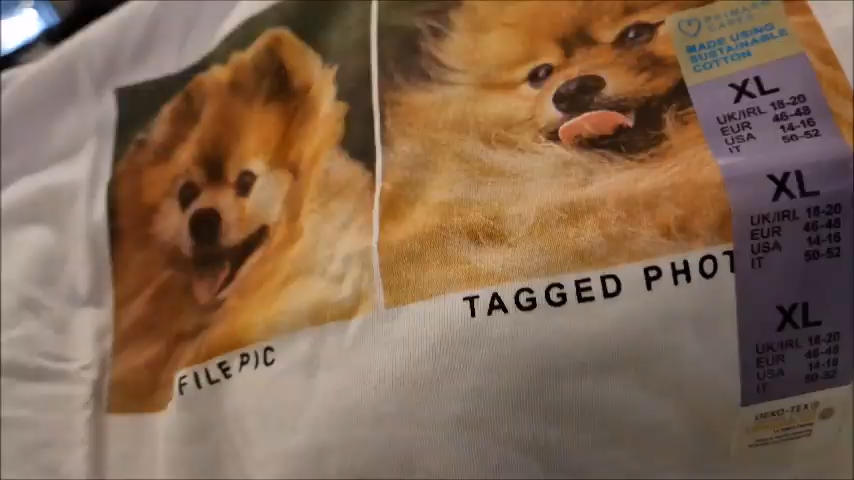 FILE PIC
TAGGED PHOT
PRIMARK
CARES
MADE USING
SUSTAINABLE
COTTON
XL
UK/IRL 18-20
EUR 46-48
USA 14-16
IT 50-52
XL
UK/IRL 18-20
EUR 46-48
USA 14-16
IT 50-52
XL
UK/IRL 18-20
EUR 46-48
USA 14-16
IT 50-52
OEKO-TEX®